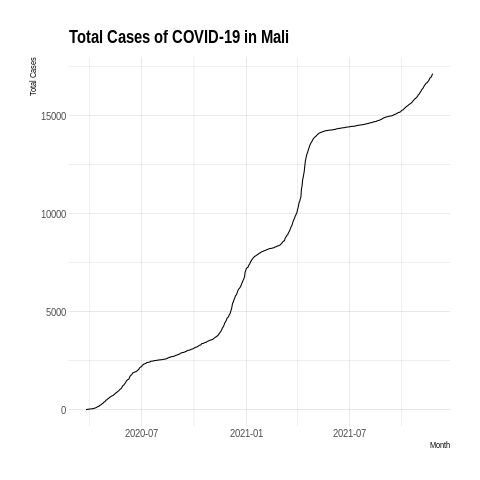 Total Cases of COVID-19 in Mali
Total Cases
15000
10000
5000
0
2020-07
2021-01
2021-07
Month